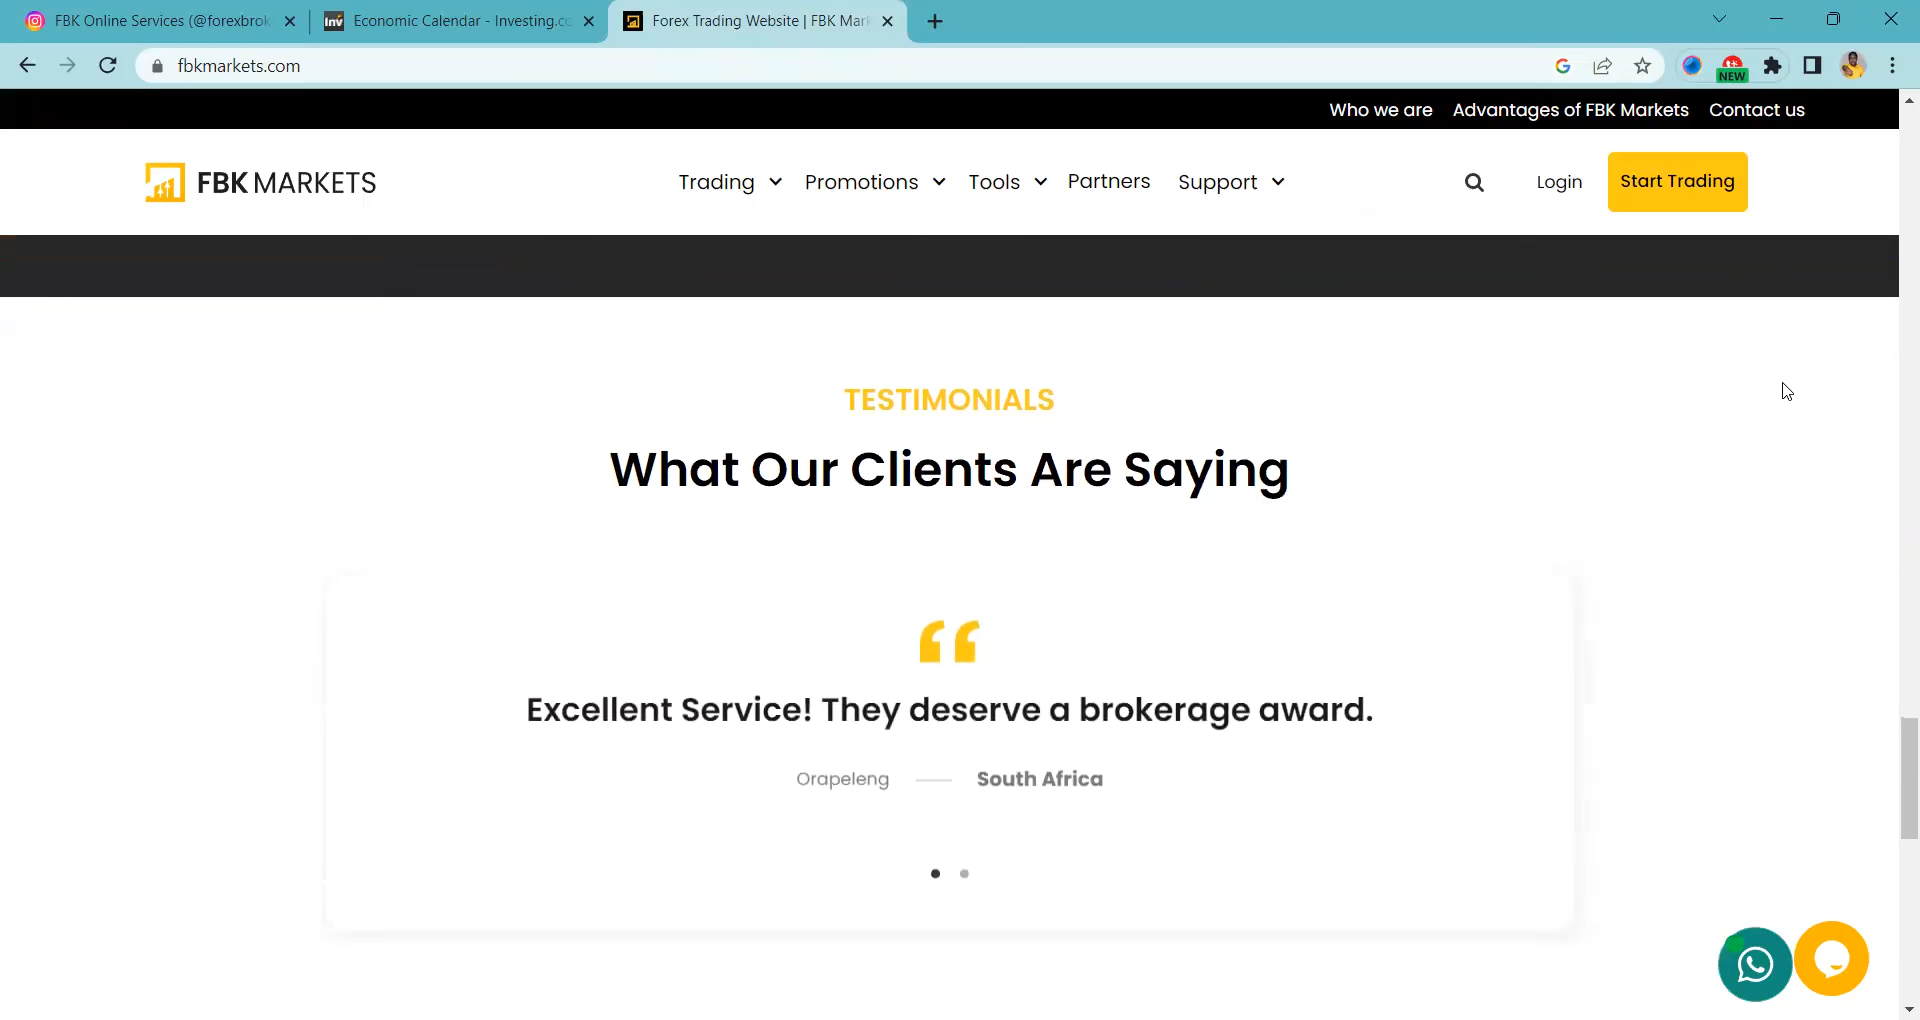 FBK Online Services (@forexbrok
Economic Calendar - Investing.co
Forex Trading Website | FBK Mark
fbkmarkets.com
NEW
Who we are Advantages of FBK Markets Contact us
FBK MARKETS
Trading Promotions Tools Partners Support Login Start Trading
TESTIMONIALS
What Our Clients Are Saying
Excellent Service! They deserve a brokerage award.
Orapeleng South Africa